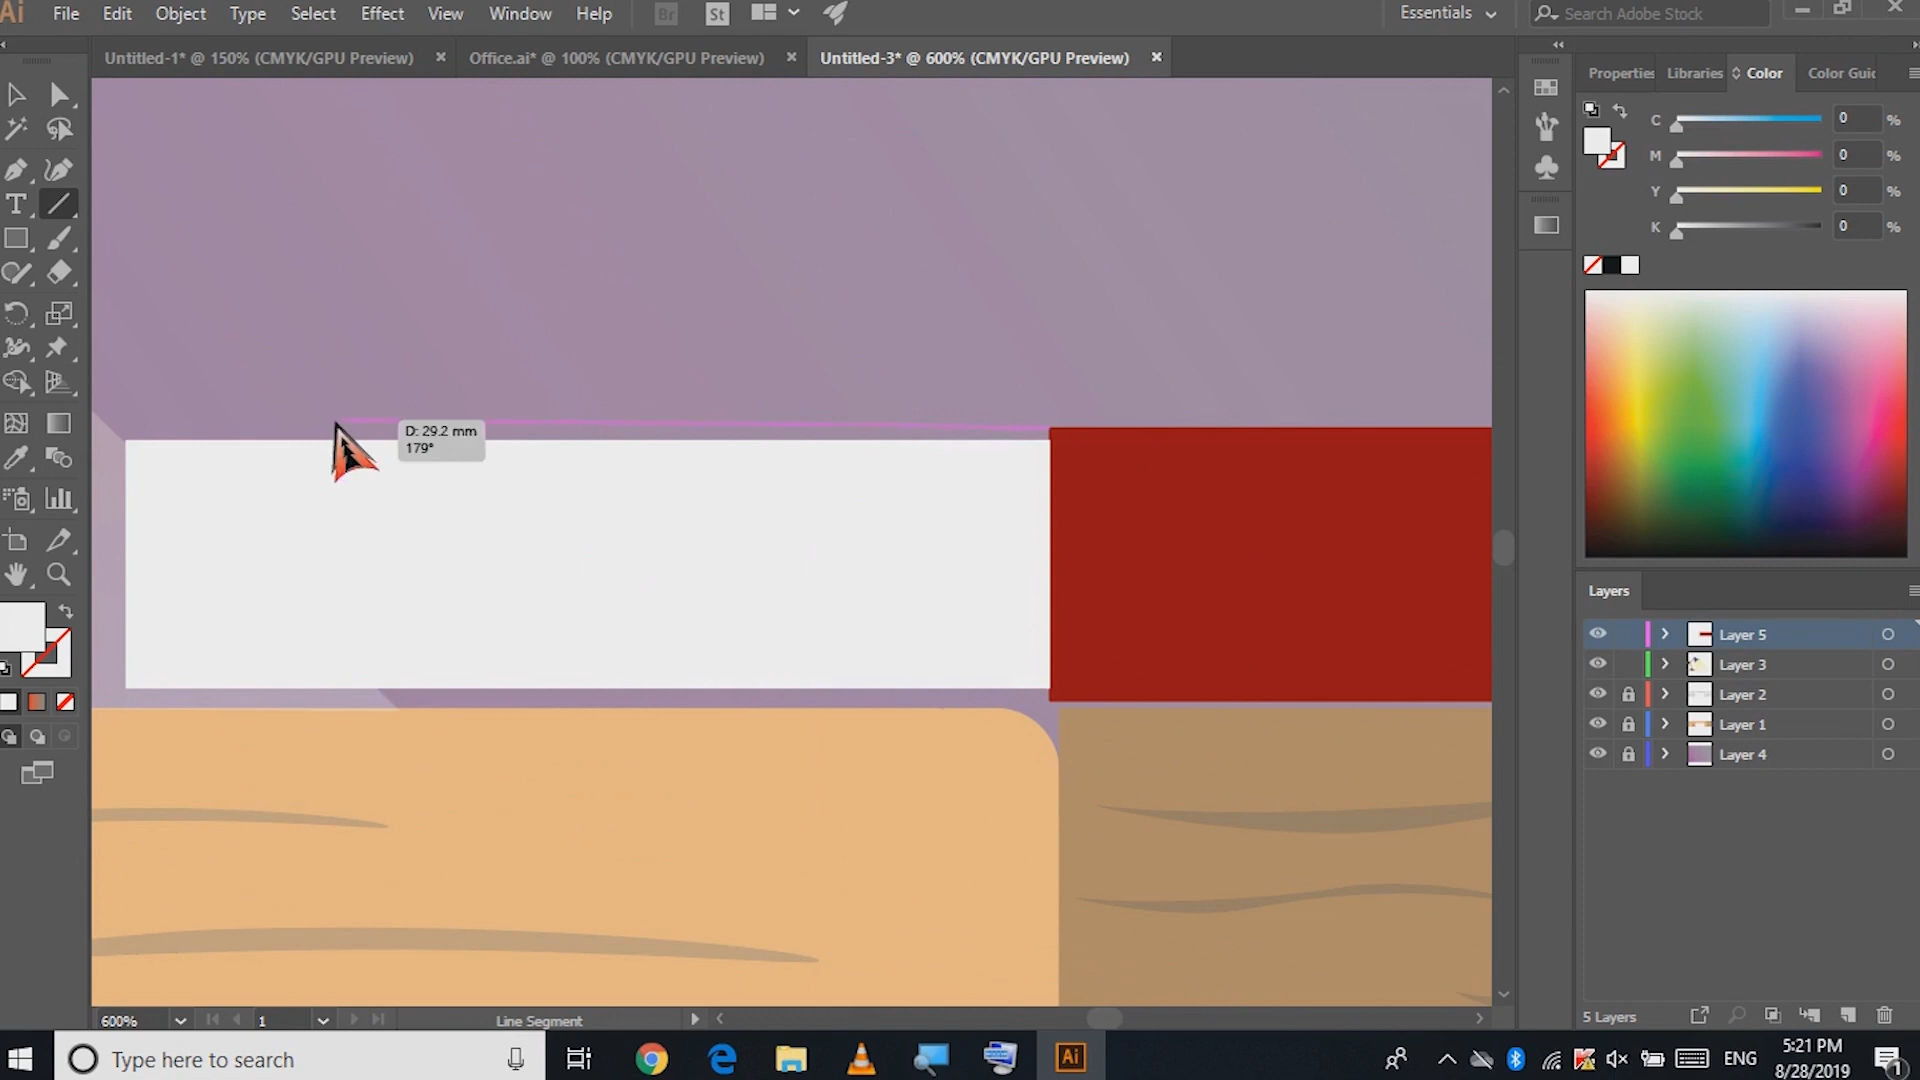 Ai File Edit Object Type Select Effect View Window Help Br St Essentials Search Adobe Stock
Untitled-1* @ 150% (CMYK/GPU Preview) Office.ai* @ 100% (CMYK/GPU Preview) Untitled-3* @ 600% (CMYK/GPU Preview)
Properties Libraries Color Color Guid
C 0 %
M 0 %
Y 0 %
K 0 %
T
D: 29.2 mm
179°
Layers
Layer 5
Layer 3
Layer 2
Layer 1
Layer 4
5 Layers
600% 1 Line Segment
Type here to search
Ai
ENG
5:21 PM
8/28/2019
1